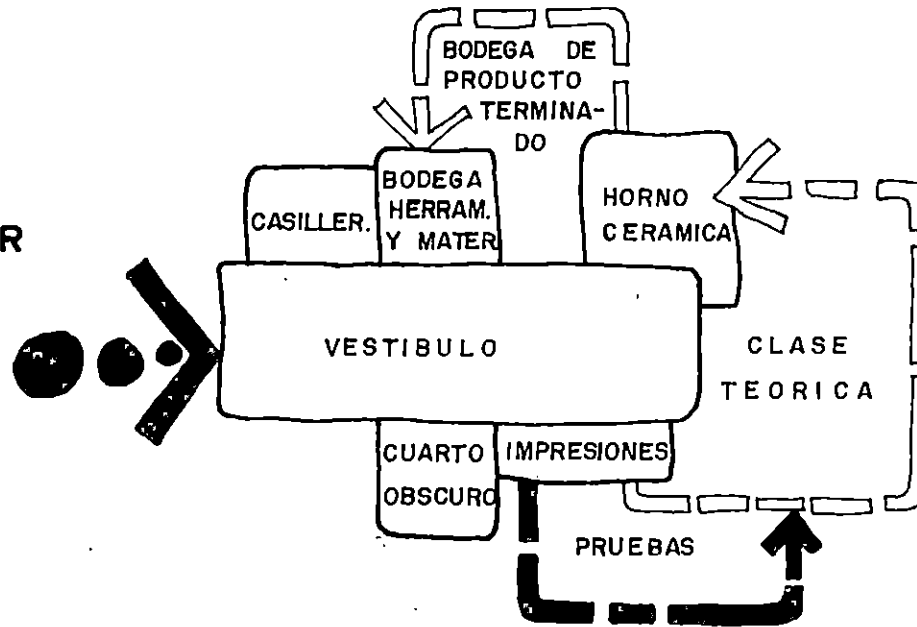 BODEGA DE
PRODUCTO
TERMINA-
DO
BODEGA
HERRAM.
Y MATER
CASILLER.
HORNO
CERAMICA
R
VESTIBULO
CLASE
TEORICA
CUARTO
OBSCURO
IMPRESIONES
PRUEBAS